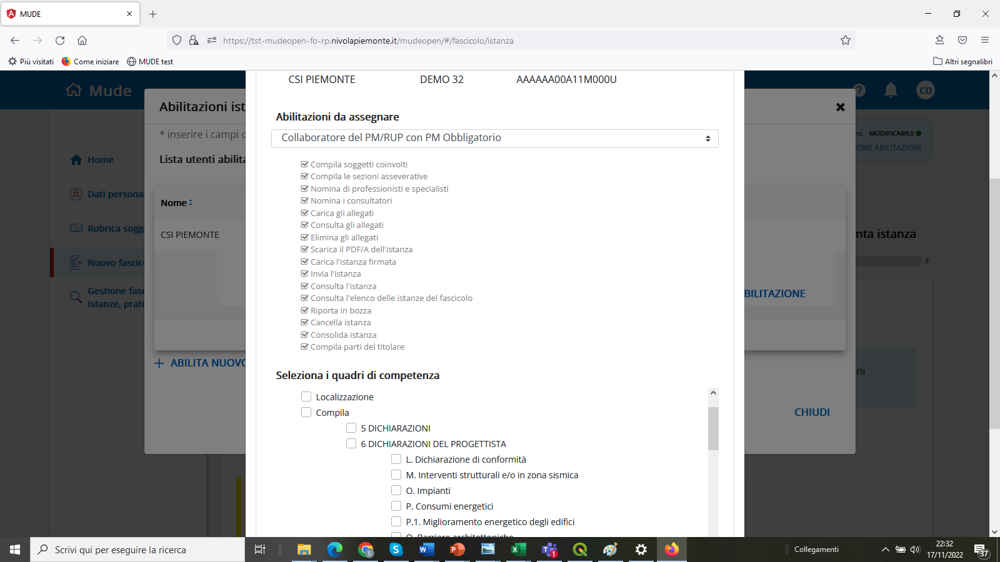 MUDE
https://tst-mudeopen-fo-rp.nivolapiemonte.it/mudeopen/#/fascicolo/istanza
Più visitati
Come iniziare
MUDE test
Altri segnalibri
CSI PIEMONTE DEMO 32 AAAAAA00A11M000U
Mude
CD
Abilitazioni ist
Abilitazioni da assegnare
* inserire i campi
MODIFICABILE
Collaboratore del PM/RUP con PM Obbligatorio
IONE ABILITAZIONI
Home
Lista utenti abilita
Compila soggetti coinvolti
Compila le sezioni asseverative
Nomina di professionisti e specialisti
Dati persona
Nome
Nomina i consultatori
Carica gli allegati
Consulta gli allegati
Rubrica sogg
CSI PIEMONTE
nta istanza
Elimina gli allegati
Scarica il PDF/A dell'istanza
Nuovo fascic
Carica l'istanza firmata
Invia l'istanza
Consulta l'istanza
Gestione fasc
istanze, prati
BILITAZIONE
Consulta l'elenco delle istanze del fascicolo
Riporta in bozza
Cancella istanza
Consolida istanza
Compila parti del titolare
ABILITA NUOVO
Seleziona i quadri di competenza
Localizzazione
Compila
CHIUDI
5 DICHIARAZIONI
6 DICHIARAZIONI DEL PROGETTISTA
L. Dichiarazione di conformità
M. Interventi strutturali e/o in zona sismica
O. Impianti
P. Consumi energetici
P.1. Miglioramento energetico degli edifici
Q. Barriere architettoniche
Scrivi qui per eseguire la ricerca
Collegamenti
22:32
17/11/2022
37